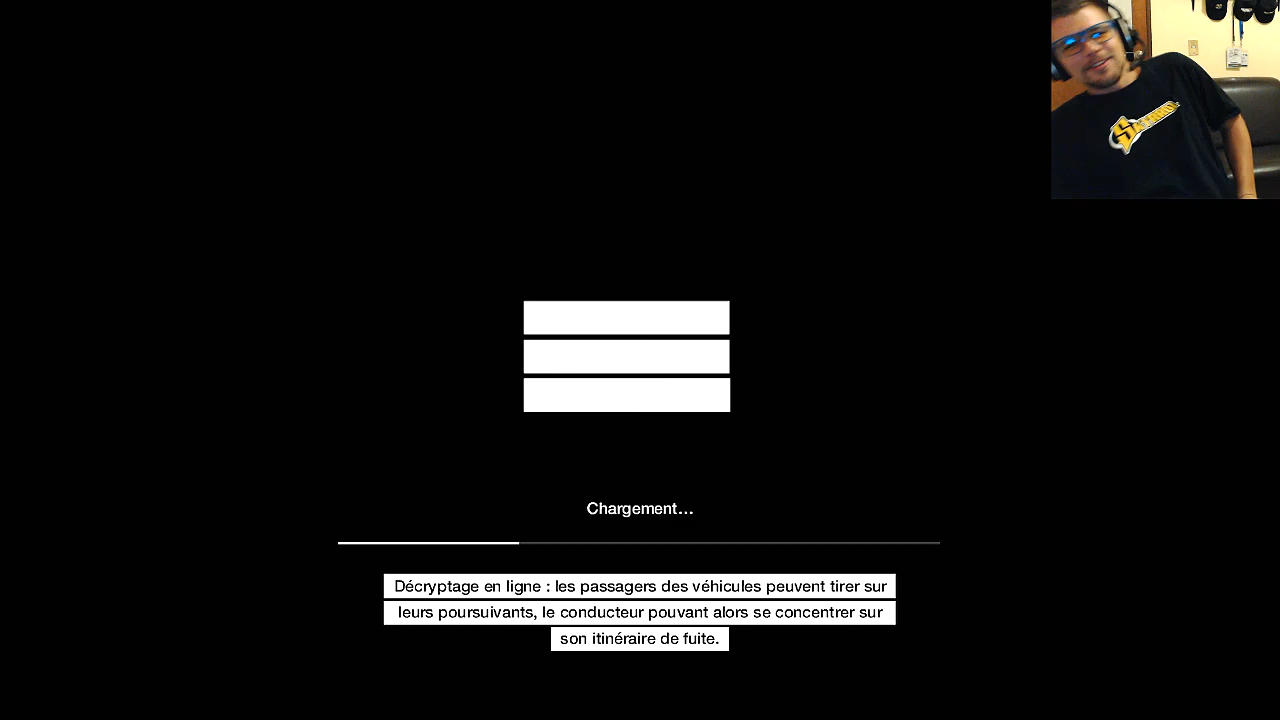 Chargement...
Décryptage en ligne : les passagers des véhicules peuvent tirer sur
leurs poursuivants, le conducteur pouvant alors se concentrer sur
son itinéraire de fuite.